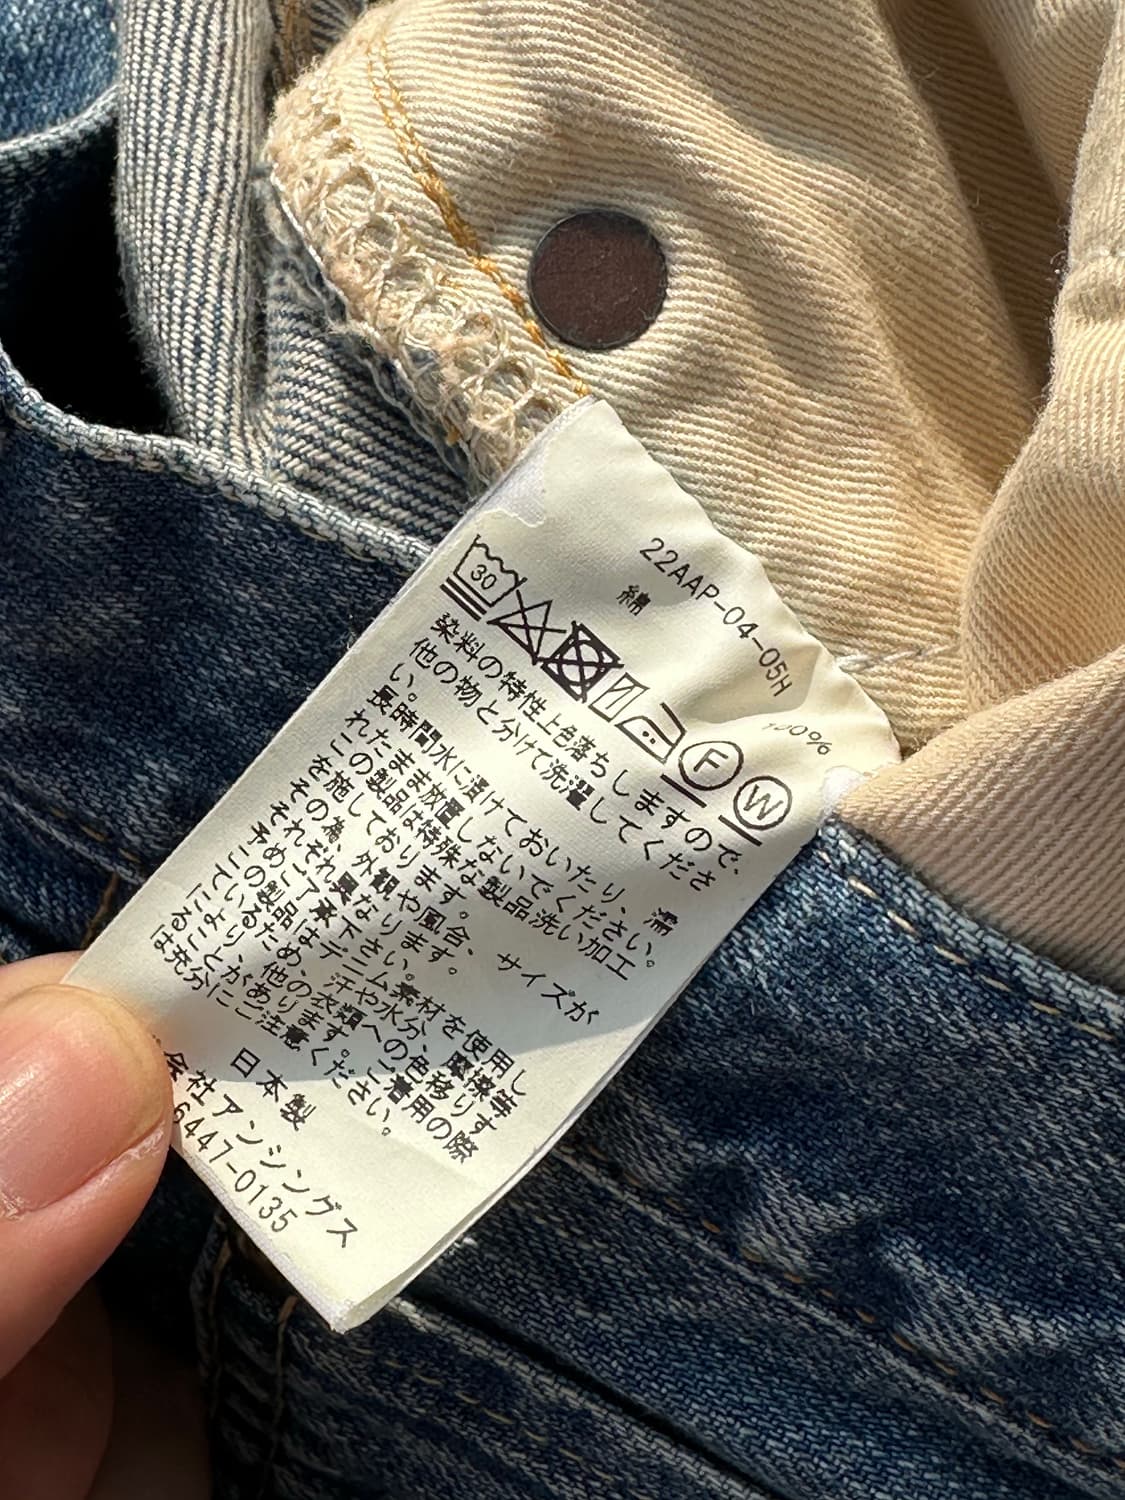 22AAP-04-05H
綿 100%
30
F W
染料の特性上色落ちしますので、
他の物と分けて洗濯してくださ
い。
長時間水に漬けておいたり、濡
れたまま放置しないでください。
この製品は特殊な製品洗い加工
を施しております。
その為、外観や風合、サイズが
それぞれ異なります。
予めご了承下さい。
この製品はデニム素材を使用し
ているため、汗や水分、摩擦等
により、他の衣類への色移りす
ることがあります。ご着用の際
は充分にご注意ください。
日本製
会社アンシングス
6447-0135